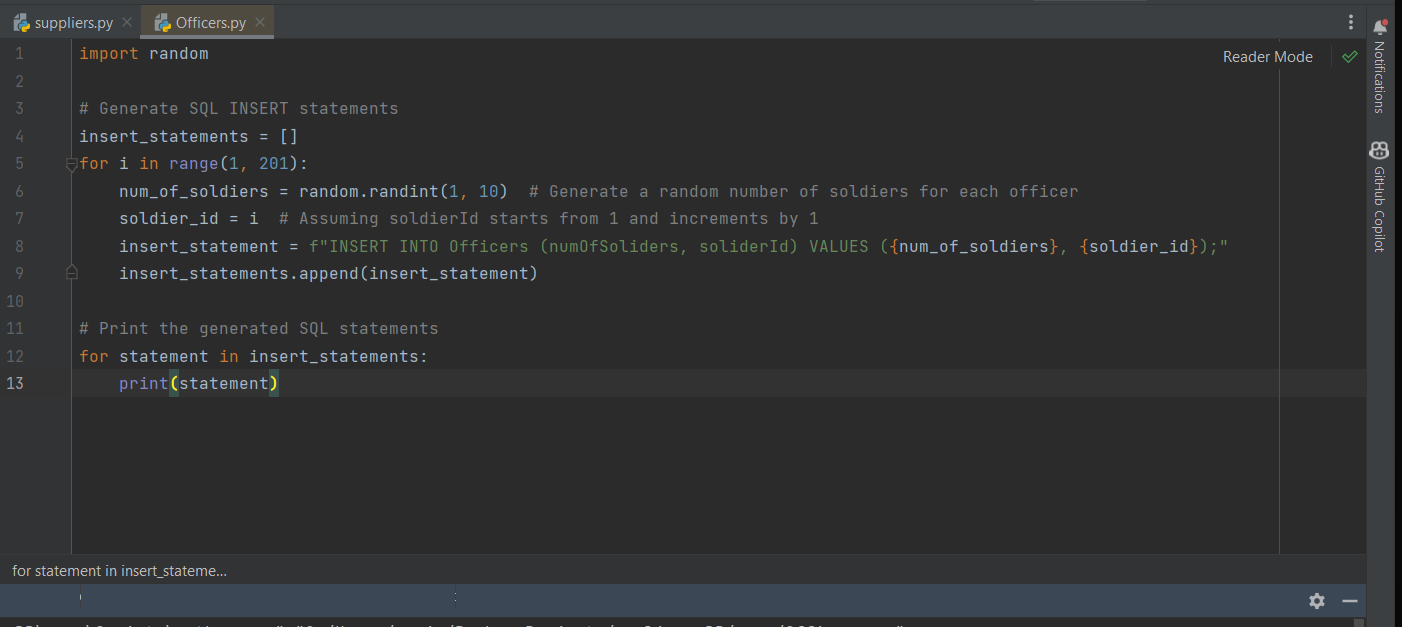 suppliers.py
Officers.py
Reader Mode
1 import random
2
3 # Generate SQL INSERT statements
4 insert_statements = []
5 for i in range(1, 201):
6     num_of_soldiers = random.randint(1, 10)  # Generate a random number of soldiers for each officer
7     soldier_id = i  # Assuming soldierId starts from 1 and increments by 1
8     insert_statement = f"INSERT INTO Officers (numOfSoliders, soliderId) VALUES ({num_of_soldiers}, {soldier_id});"
9     insert_statements.append(insert_statement)
10
11 # Print the generated SQL statements
12 for statement in insert_statements:
13     print(statement)
for statement in insert_stateme...
Notifications
GitHub Copilot